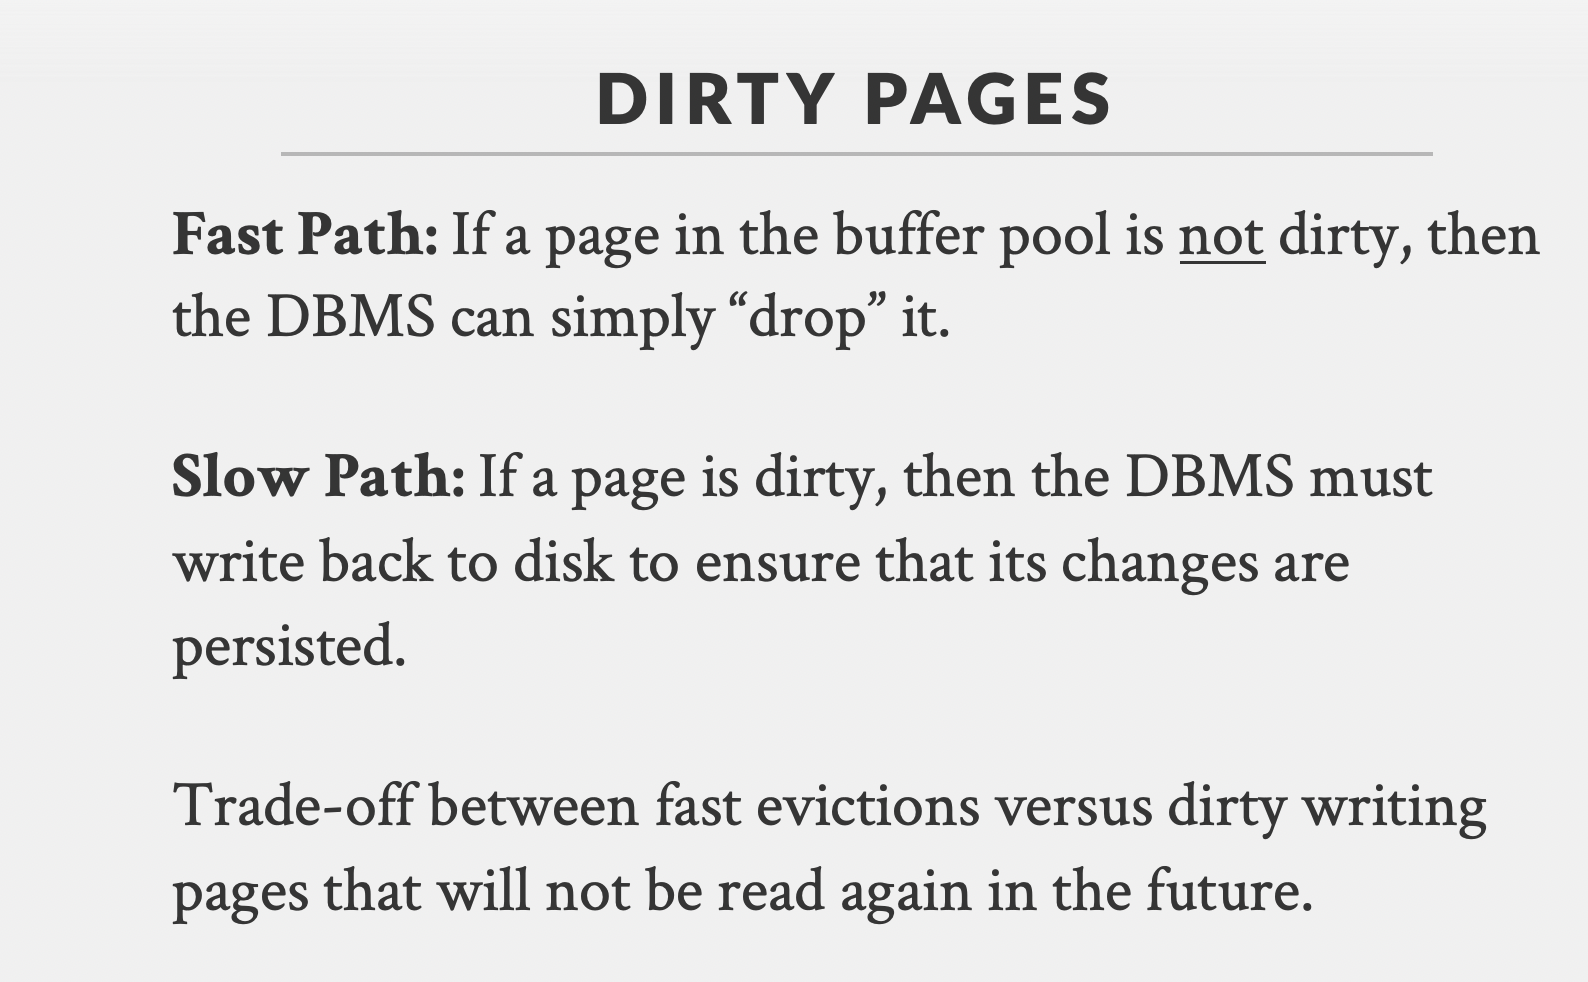 DIRTY PAGES
Fast Path: If a page in the buffer pool is not dirty, then
the DBMS can simply “drop” it.
Slow Path: If a page is dirty, then the DBMS must
write back to disk to ensure that its changes are
persisted.
Trade-off between fast evictions versus dirty writing
pages that will not be read again in the future.